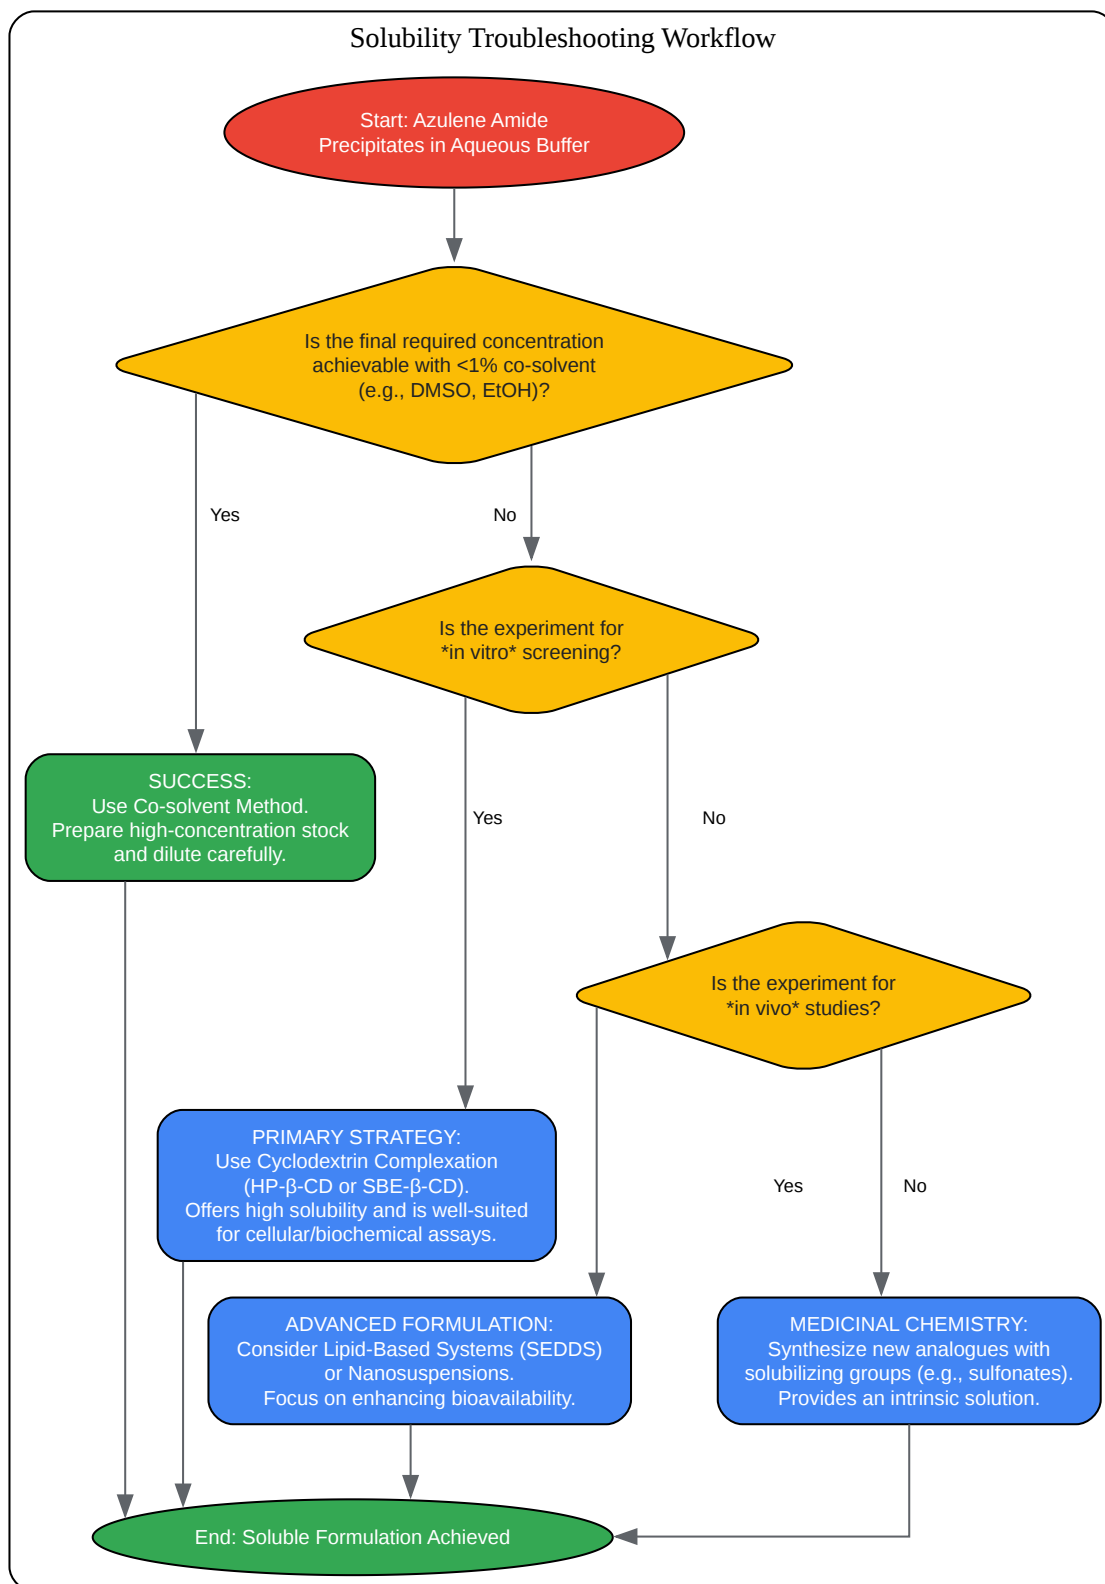 Solubility Troubleshooting Workflow
Start: Azulene Amide
Precipitates in Aqueous Buffer
Is the final required concentration
achievable with <1% co-solvent
(e.g., DMSO, EtOH)?
Yes
No
Is the experiment for
*in vitro* screening?
SUCCESS:
Use Co-solvent Method.
Prepare high-concentration stock
and dilute carefully.
Yes
No
Is the experiment for
*in vivo* studies?
PRIMARY STRATEGY:
Use Cyclodextrin Complexation
(HP-β-CD or SBE-β-CD).
Offers high solubility and is well-suited
for cellular/biochemical assays.
Yes
No
ADVANCED FORMULATION:
Consider Lipid-Based Systems (SEDDS)
or Nanosuspensions.
Focus on enhancing bioavailability.
MEDICINAL CHEMISTRY:
Synthesize new analogues with
solubilizing groups (e.g., sulfonates).
Provides an intrinsic solution.
End: Soluble Formulation Achieved